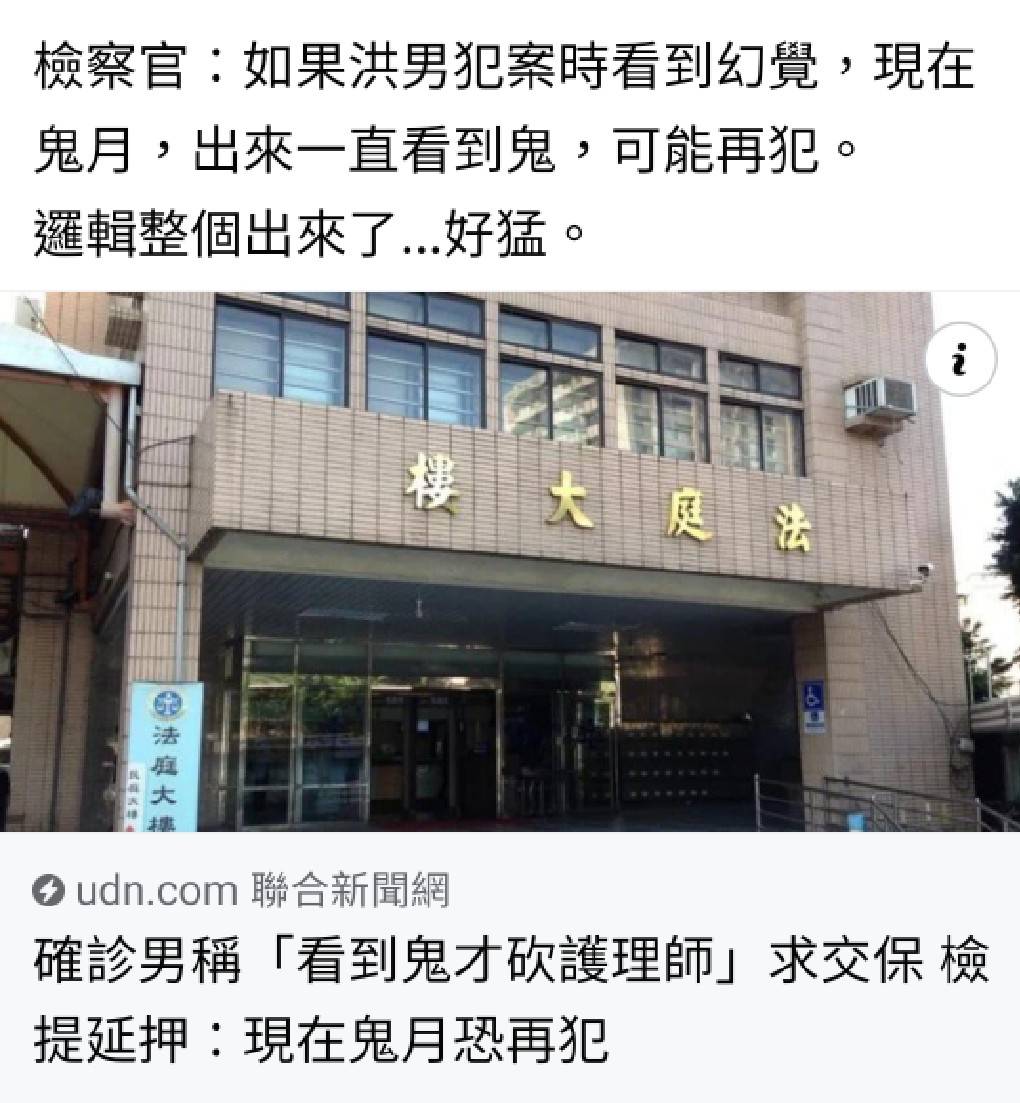 檢察官：如果洪男犯案時看到幻覺，現在
鬼月，出來一直看到鬼，可能再犯。
邏輯整個出來了...好猛。
樓大庭法
法庭大樓
民庭大樓
udn.com 聯合新聞網
確診男稱「看到鬼才砍護理師」求交保 檢
提延押：現在鬼月恐再犯